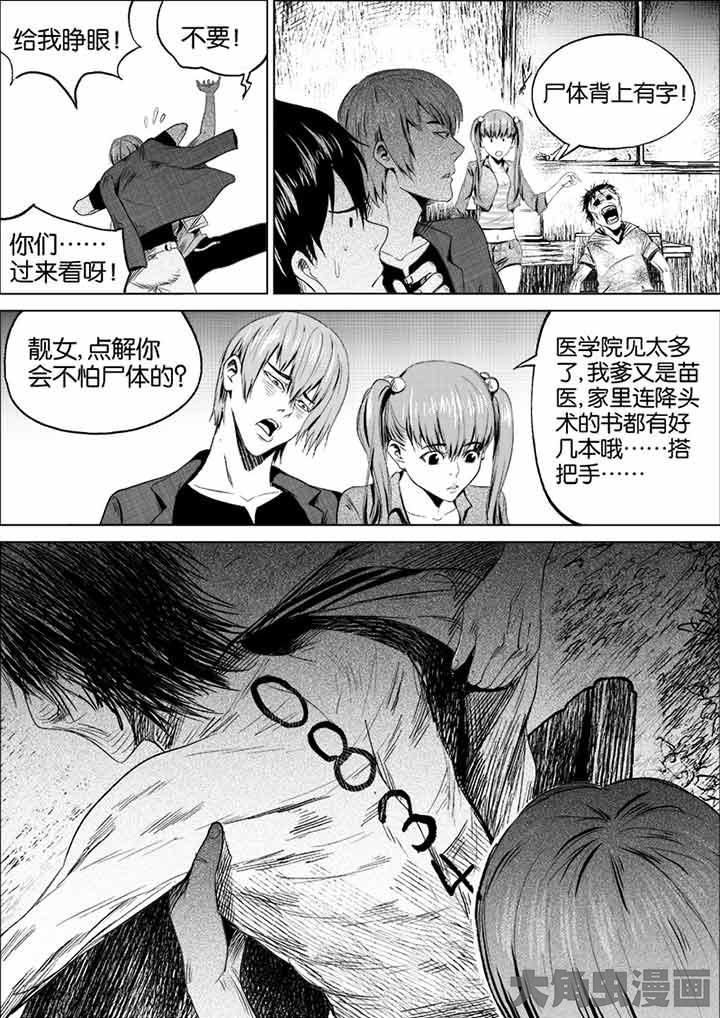 给我睁眼！
不要！
你们……
过来看呀！
尸体背上有字！
靓女，点解你
会不怕尸体的？
医学院见太多
了，我爹又是苗
医，家里连降头
术的书都有好
几本哦……搭
把手……
0834
大角虫漫画